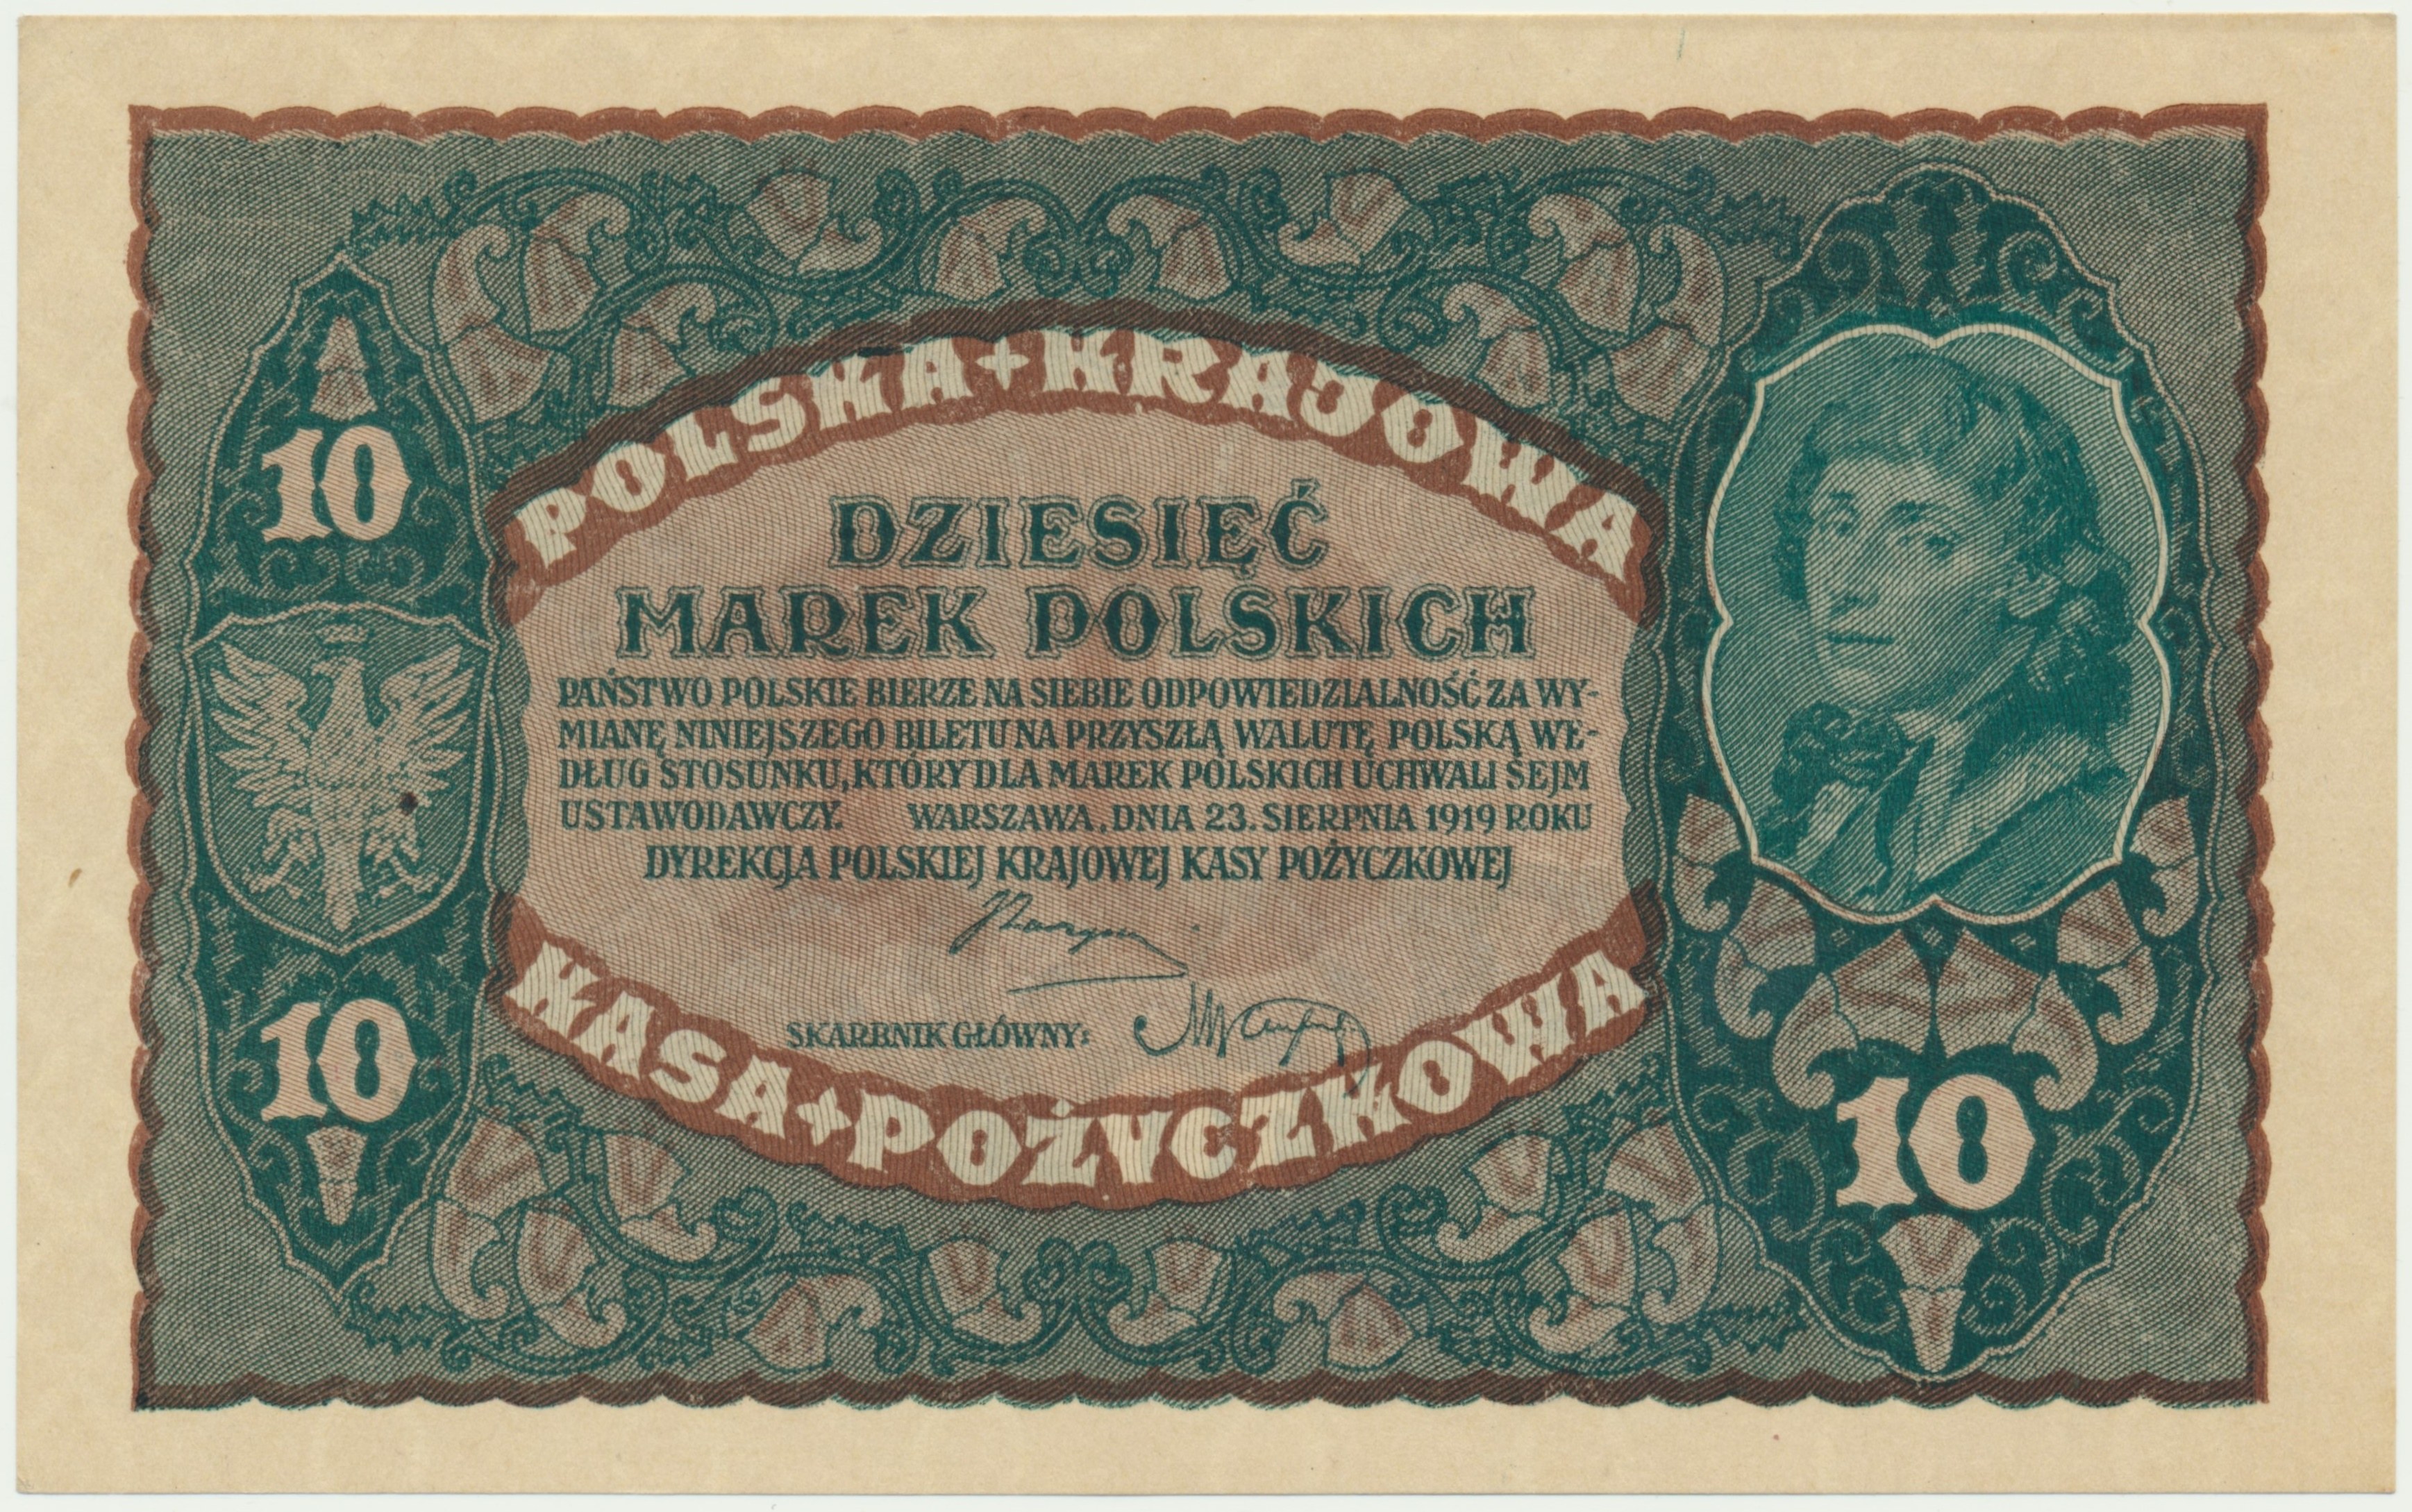 POLSKA + KRAJOWA
10
DZIESIĘĆ
MAREK POLSKICH
PAŃSTWO POLSKIE BIERZE NA SIEBIE ODPOWIEDZIALNOŚĆ ZA WY-
MIANĘ NINIEJSZEGO BILETU NA PRZYSZŁĄ WALUTĘ POLSKĄ WE-
DŁUG STOSUNKU, KTÓRY DLA MAREK POLSKICH UCHWALI SEJM
USTAWODAWCZY. WARSZAWA, DNIA 23. SIERPNIA 1919 ROKU
DYREKCJA POLSKIEJ KRAJOWEJ KASY POŻYCZKOWEJ
SKARBNIK GŁÓWNY:
KASA + POŻYCZKOWA
10
10